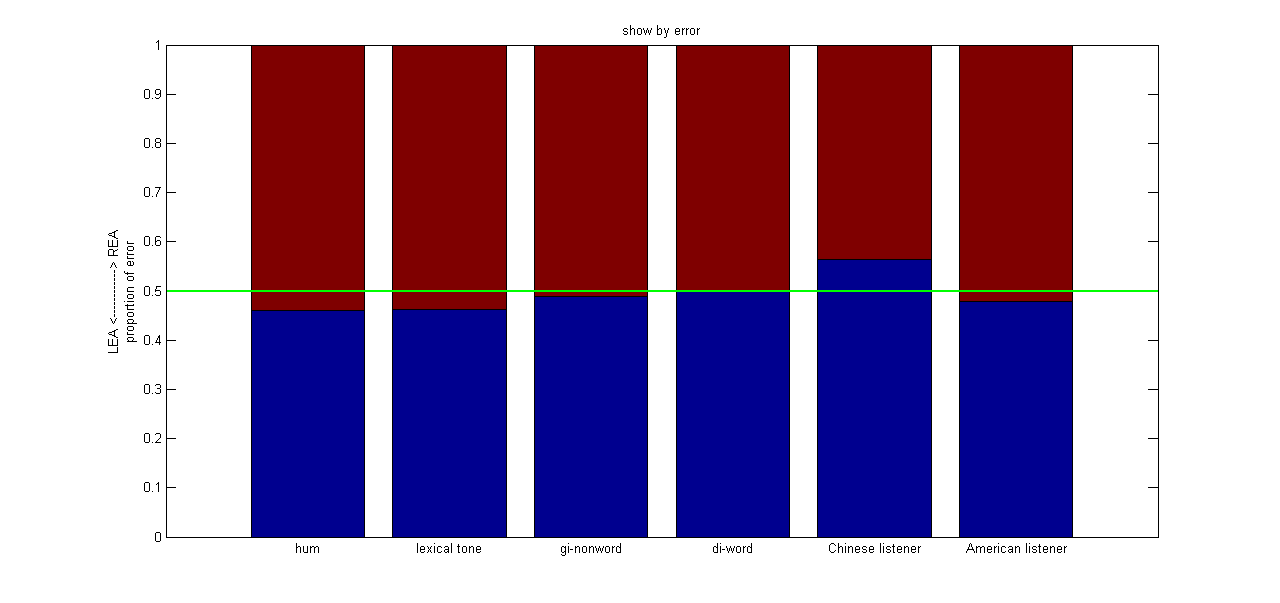 show by error
1
0.9
0.8
0.7
0.6
0.5
0.4
0.3
0.2
0.1
0
LEA <------------> REA
proportion of error
hum
lexical tone
gi-nonword
di-word
Chinese listener
American listener